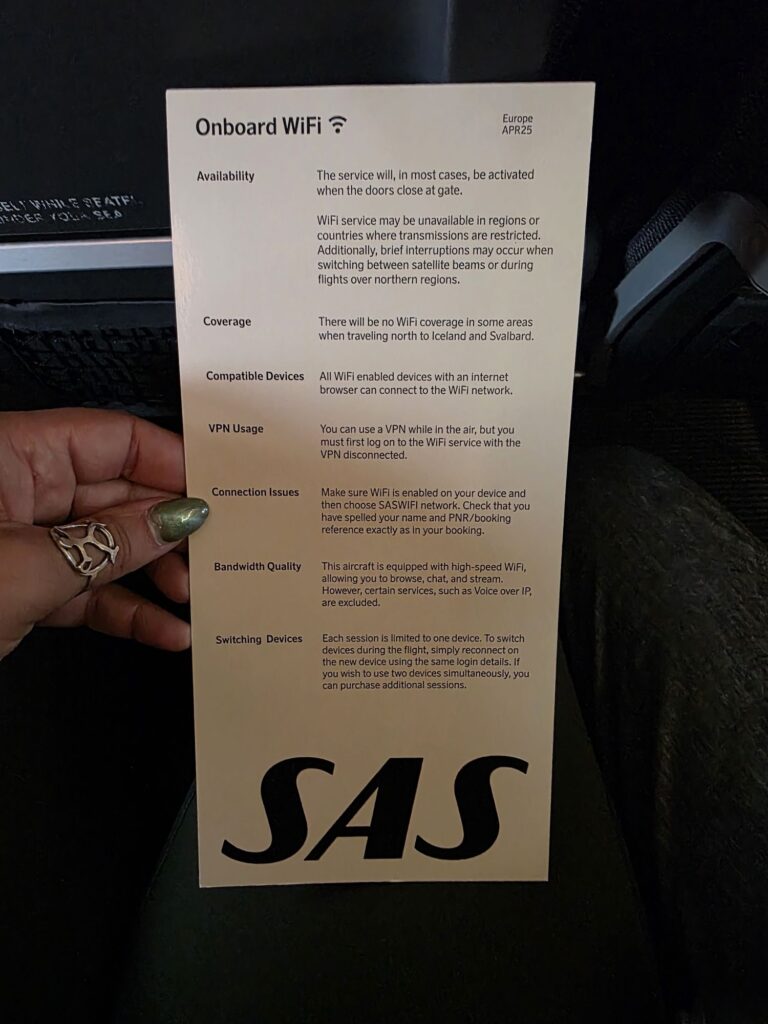 Onboard WiFi
Europe
APR25
Availability
The service will, in most cases, be activated
when the doors close at gate.
WiFi service may be unavailable in regions or
countries where transmissions are restricted.
Additionally, brief interruptions may occur when
switching between satellite beams or during
flights over northern regions.
Coverage
There will be no WiFi coverage in some areas
when traveling north to Iceland and Svalbard.
Compatible Devices
All WiFi enabled devices with an internet
browser can connect to the WiFi network.
VPN Usage
You can use a VPN while in the air, but you
must first log on to the WiFi service with the
VPN disconnected.
Connection Issues
Make sure WiFi is enabled on your device and
then choose SASWIFI network. Check that you
have spelled your name and PNR/booking
reference exactly as in your booking.
Bandwidth Quality
This aircraft is equipped with high-speed WiFi,
allowing you to browse, chat, and stream.
However, certain services, such as Voice over IP,
are excluded.
Switching Devices
Each session is limited to one device. To switch
devices during the flight, simply reconnect on
the new device using the same login details. If
you wish to use two devices simultaneously, you
can purchase additional sessions.
SAS
WHILE
UNDER YOUR